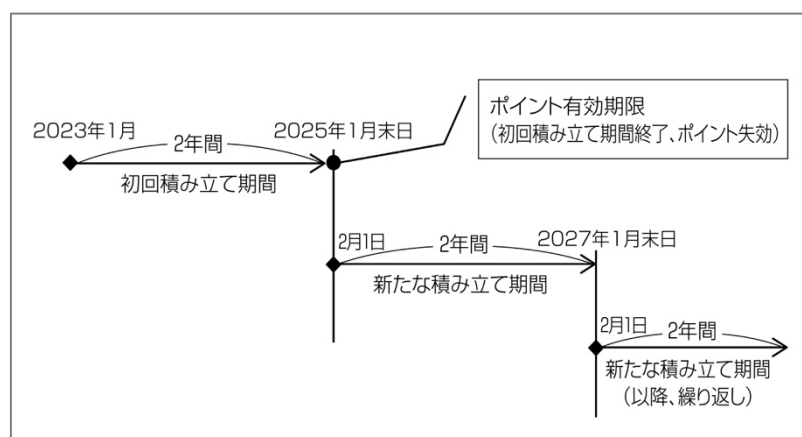 ポイント有効期限
（初回積み立て期間終了、ポイント失効）
2023年1月
2年間
2025年1月末日
初回積み立て期間
2月1日
2年間
2027年1月末日
新たな積み立て期間
2月1日
2年間
新たな積み立て期間
（以降、繰り返し）